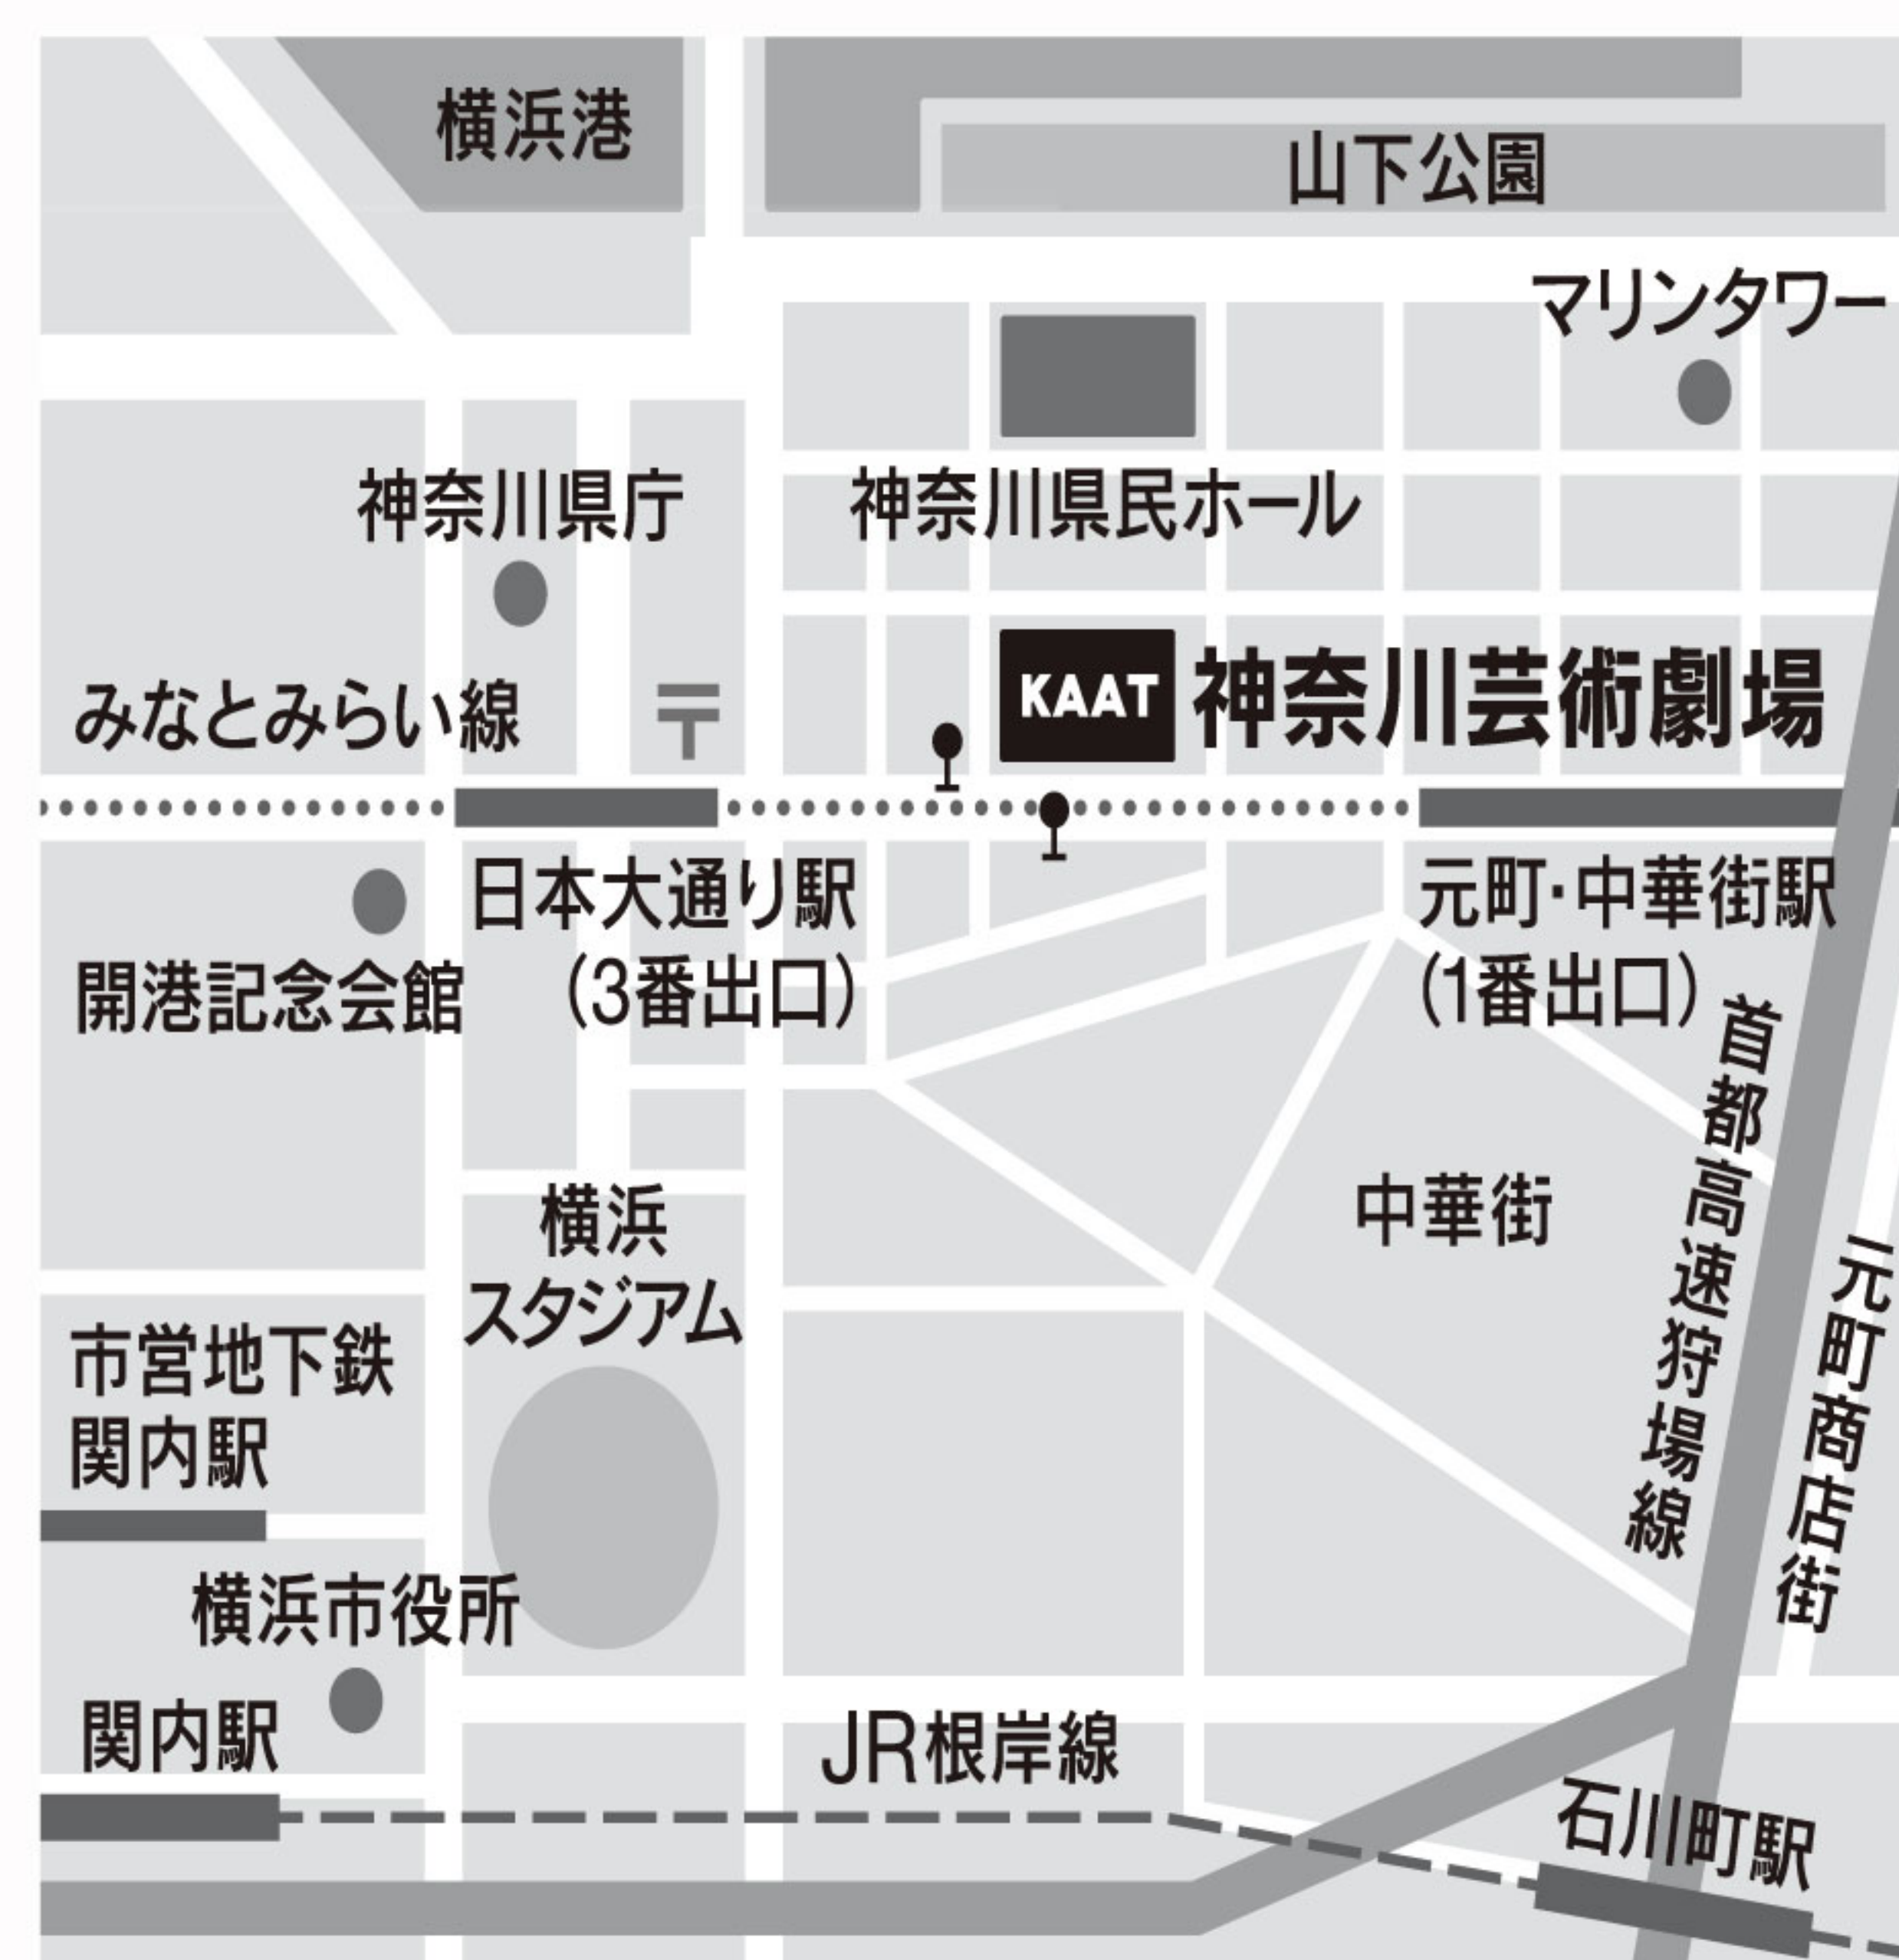 横浜港
山下公園
マリンタワー
神奈川県庁
神奈川県民ホール
みなとみらい線
〒
KAAT 神奈川芸術劇場
日本大通り駅
(3番出口)
元町・中華街駅
(1番出口)
開港記念会館
首都高速狩場線
中華街
横浜
スタジアム
元町商店街
市営地下鉄
関内駅
横浜市役所
関内駅
JR根岸線
石川町駅